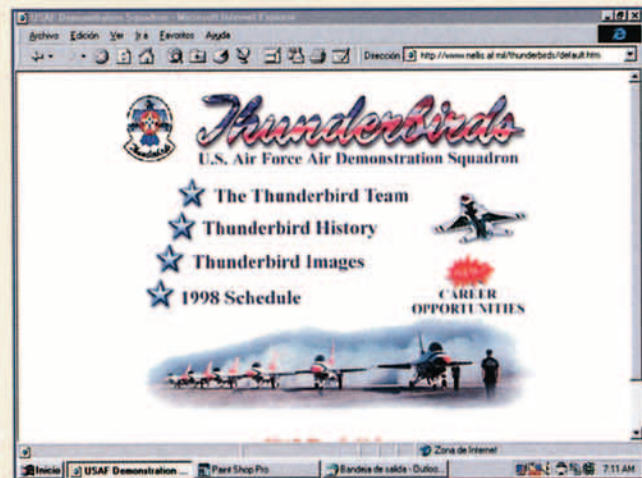 USAF Demonstration Squadron - Microsoft Internet Explorer
Archivo Edición Ver Ir a Favoritos Ayuda
Dirección http://www.nellis.af.mil/thunderbirds/default.htm
Thunderbirds
U.S. Air Force Air Demonstration Squadron
The Thunderbird Team
Thunderbird History
Thunderbird Images
1998 Schedule
NEW
CAREER
OPPORTUNITIES
Zona de Internet
Inicio USAF Demonstration ... Paint Shop Pro Bandeja de salida - Outloo... 7:11 AM